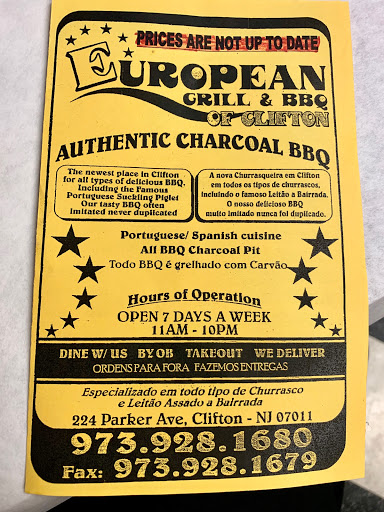 PRICES ARE NOT UP TO DATE
EUROPEAN
GRILL & BBQ
OF CLIFTON
AUTHENTIC CHARCOAL BBQ
The newest place in Clifton
for all types of delicious BBQ.
Including the Famous
Portuguese Suckling Piglet
Our tasty BBQ often
imitated never duplicated
A nova Churrasqueira em Clifton
em todos os tipos de churrascos,
incluindo o famoso Leitão a Bairrada.
O nosso delicioso BBQ
muito imitado nunca foi duplicado.
Portuguese/ Spanish cuisine
All BBQ Charcoal Pit
Todo BBQ é grelhado com Carvão
Hours of Operation
OPEN 7 DAYS A WEEK
11AM - 10PM
DINE W/ US BYOB TAKEOUT WE DELIVER
ORDENS PARA FORA FAZEMOS ENTREGAS
Especializado em todo tipo de Churrasco
e Leitão Assado a Bairrada
224 Parker Ave, Clifton - NJ 07011
973.928.1680
Fax: 973.928.1679